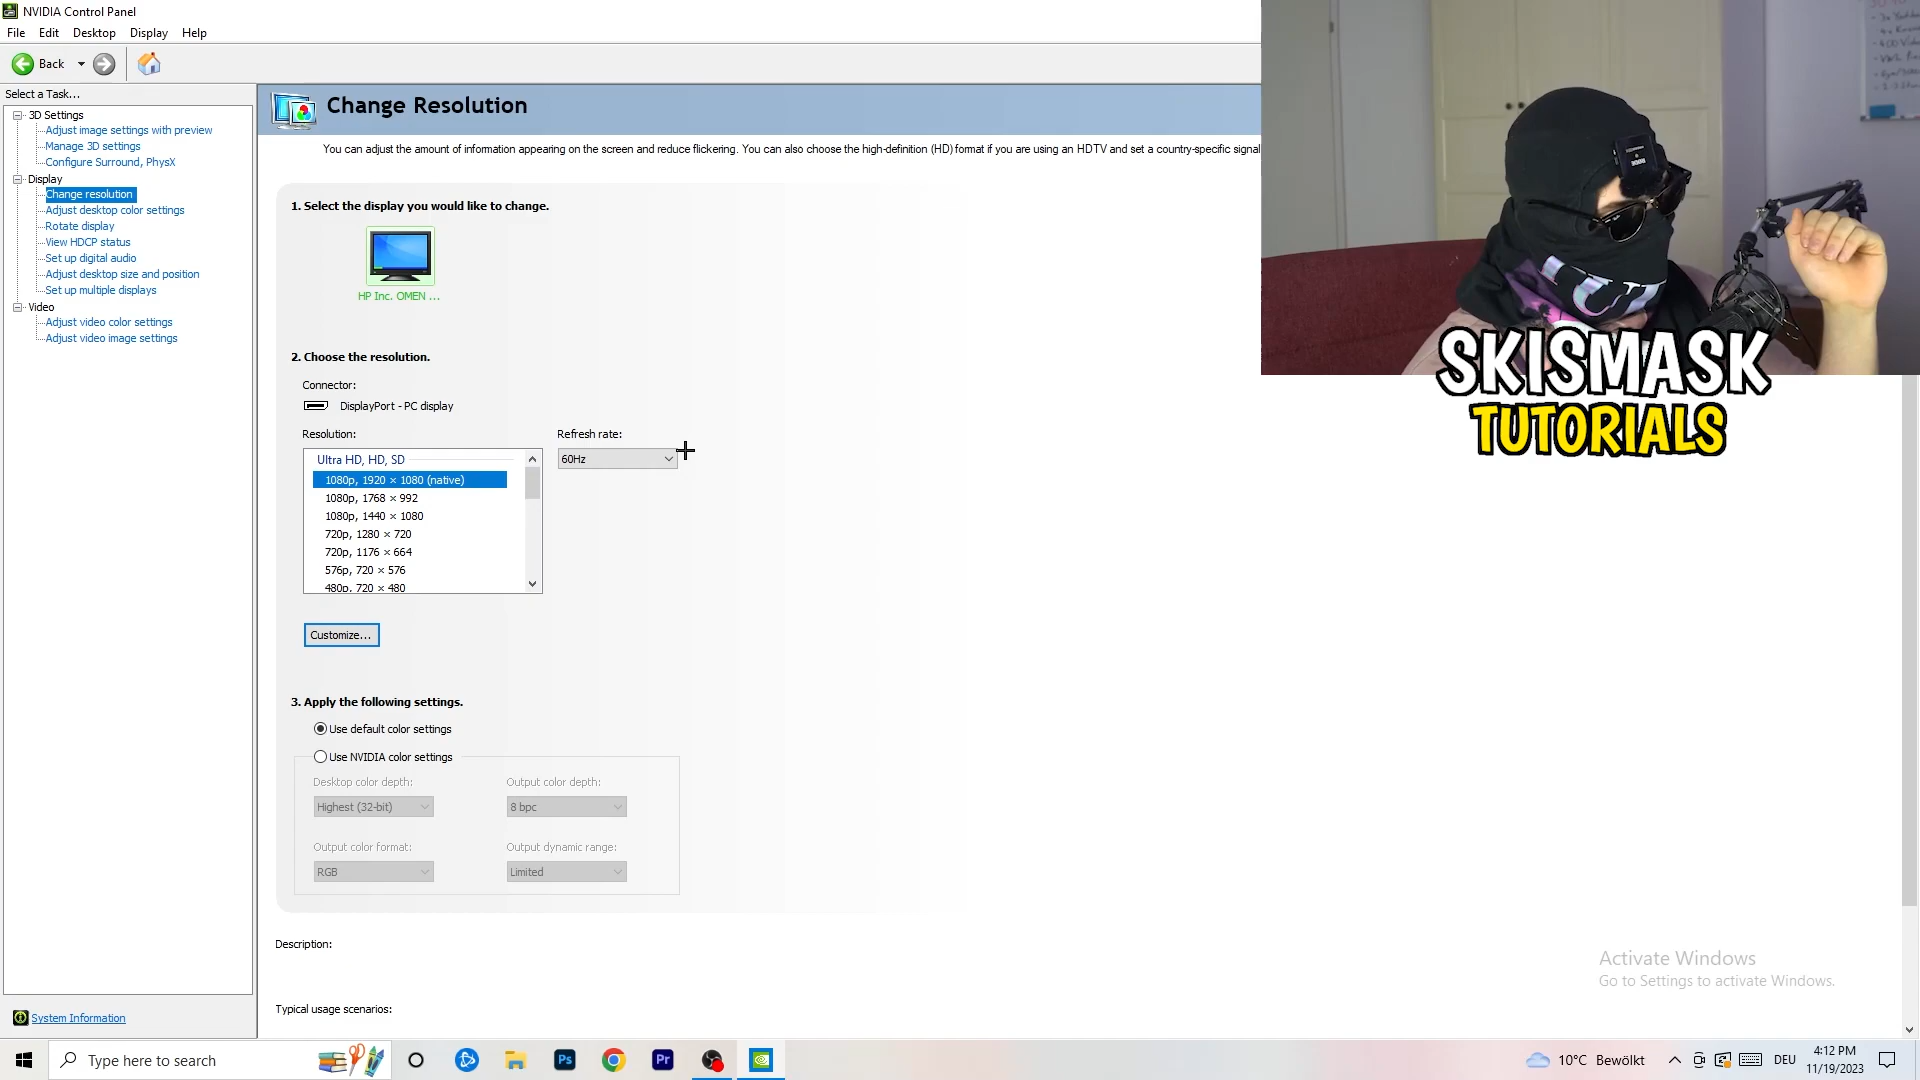 NVIDIA Control Panel
File Edit Desktop Display Help
Back
Select a Task...
3D Settings
Adjust image settings with preview
Manage 3D settings
Configure Surround, PhysX
Display
Change resolution
Adjust desktop color settings
Rotate display
View HDCP status
Set up digital audio
Adjust desktop size and position
Set up multiple displays
Video
Adjust video color settings
Adjust video image settings
System Information
Change Resolution
You can adjust the amount of information appearing on the screen and reduce flickering. You can also choose the high-definition (HD) format if you are using an HDTV and set a country-specific signal
1. Select the display you would like to change.
HP Inc. OMEN ...
2. Choose the resolution.
Connector:
DisplayPort - PC display
Resolution:
Refresh rate:
60Hz
Ultra HD, HD, SD
1080p, 1920 × 1080 (native)
1080p, 1768 × 992
1080p, 1440 × 1080
720p, 1280 × 720
720p, 1176 × 664
576p, 720 × 576
480p, 720 × 480
Customize...
3. Apply the following settings.
Use default color settings
Use NVIDIA color settings
Desktop color depth:
Output color depth:
Highest (32-bit)
8 bpc
Output color format:
Output dynamic range:
RGB
Limited
Description:
Typical usage scenarios:
SKISMASK
TUTORIALS
Activate Windows
Go to Settings to activate Windows.
Type here to search
Ps
Pr
10°C Bewölkt
DEU
4:12 PM
11/19/2023